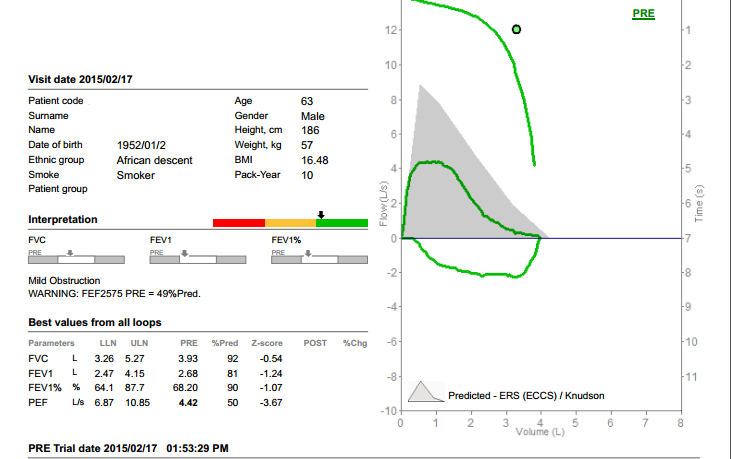 PRE
Visit date 2015/02/17
Patient code
Age 63
Surname
Gender Male
Name
Height, cm 186
Date of birth 1952/01/2
Weight, kg 57
Ethnic group African descent
BMI 16.48
Smoke Smoker
Pack-Year 10
Patient group
Interpretation
FVC FEV1 FEV1%
PRE PRE PRE
Mild Obstruction
WARNING: FEF2575 PRE = 49%Pred.
Best values from all loops
Parameters LLN ULN PRE %Pred Z-score POST %Chg
FVC L 3.26 5.27 3.93 92 -0.54
FEV1 L 2.47 4.15 2.68 81 -1.24
FEV1% % 64.1 87.7 68.20 90 -1.07
PEF L/s 6.87 10.85 4.42 50 -3.67
PRE Trial date 2015/02/17 01:53:29 PM
Flow(L/s)
12
10
8
6
4
2
0
-2
-4
-6
-8
-10
0 1 2 3 4 5 6 7 8
Volume (L)
1
2
3
4
5
6
7
8
9
10
11
Time (s)
Predicted - ERS (ECCS) / Knudson